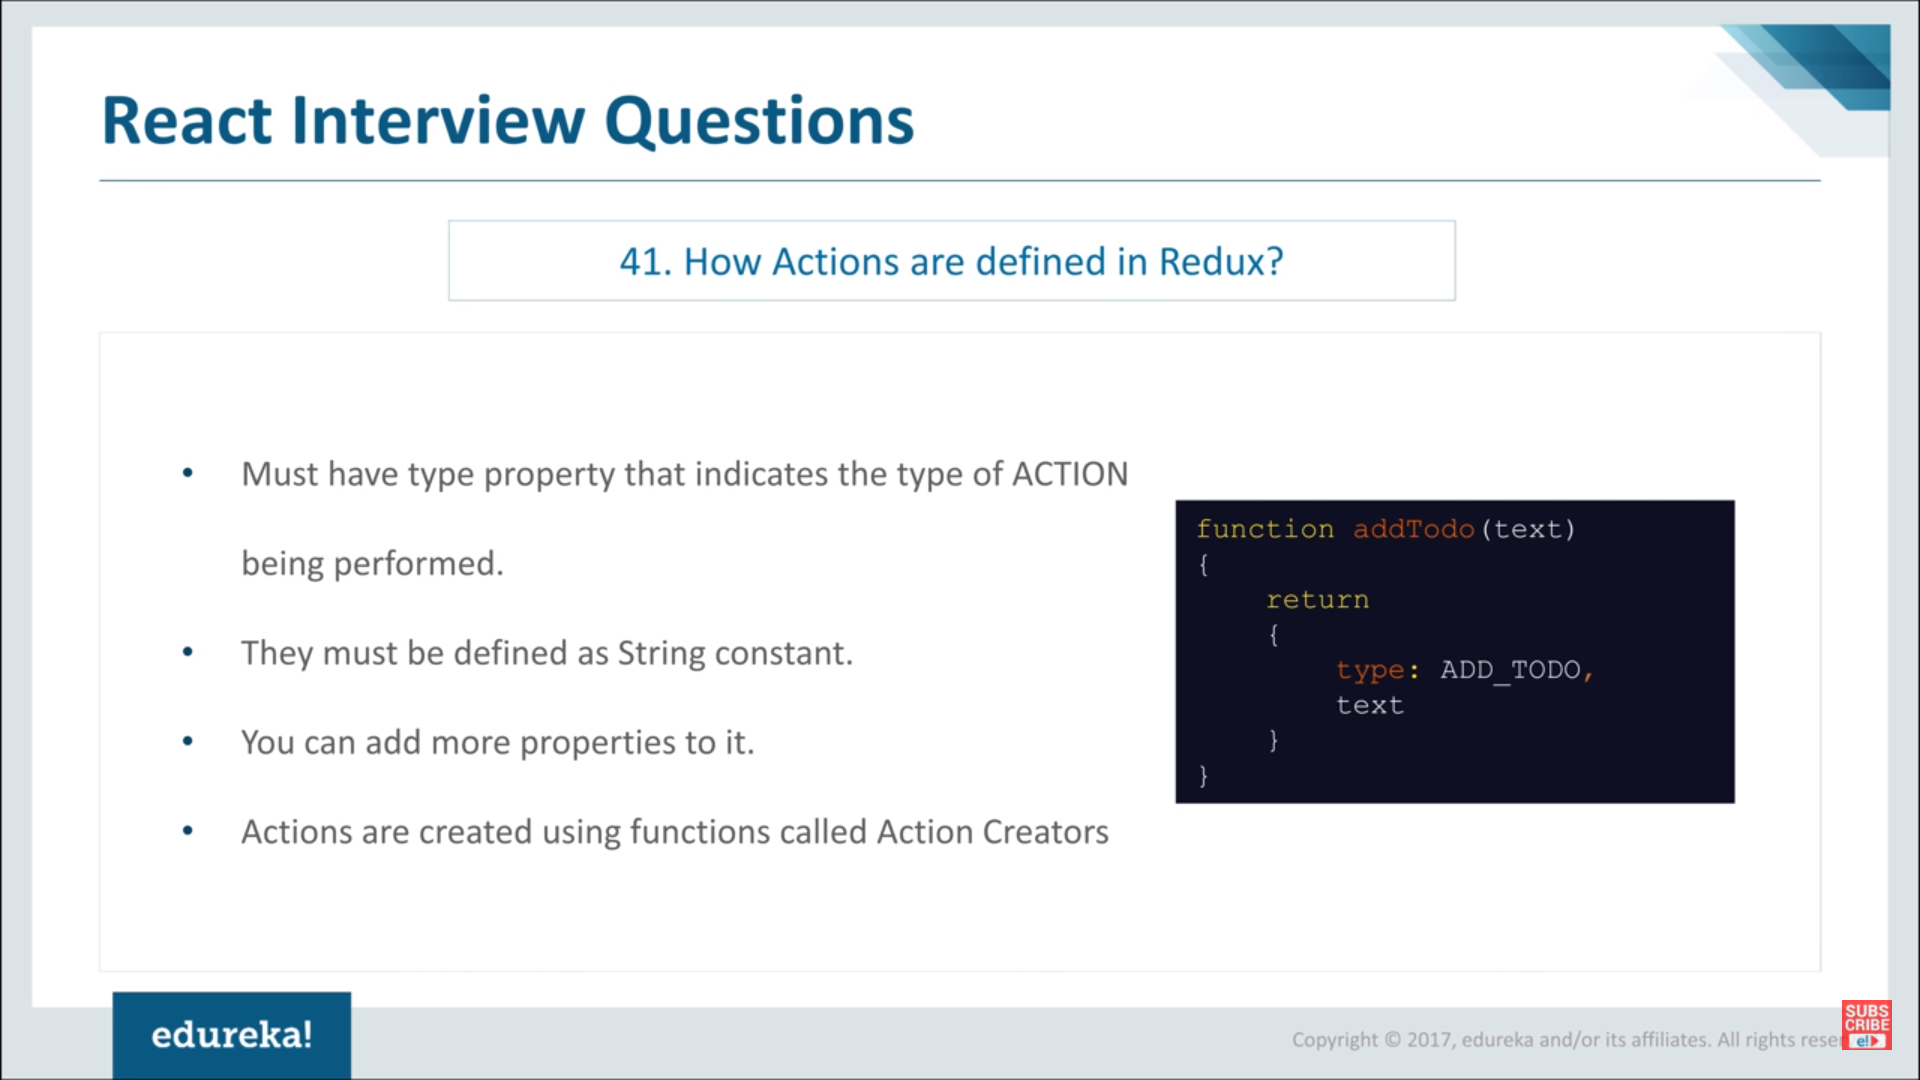 React Interview Questions
41. How Actions are defined in Redux?
• Must have type property that indicates the type of ACTION
being performed.
• They must be defined as String constant.
• You can add more properties to it.
• Actions are created using functions called Action Creators
function addTodo(text)
{
return
{
type: ADD_TODO,
text
}
}
edureka!
Copyright © 2017, edureka and/or its affiliates. All rights reser
SUBS
CRIBE
e!